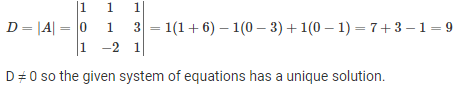 D = |A| = |1 1 1; 0 1 3; 1 -2 1| = 1(1 + 6) − 1(0 − 3) + 1(0 − 1) = 7 + 3 − 1 = 9
D ≠ 0 so the given system of equations has a unique solution.